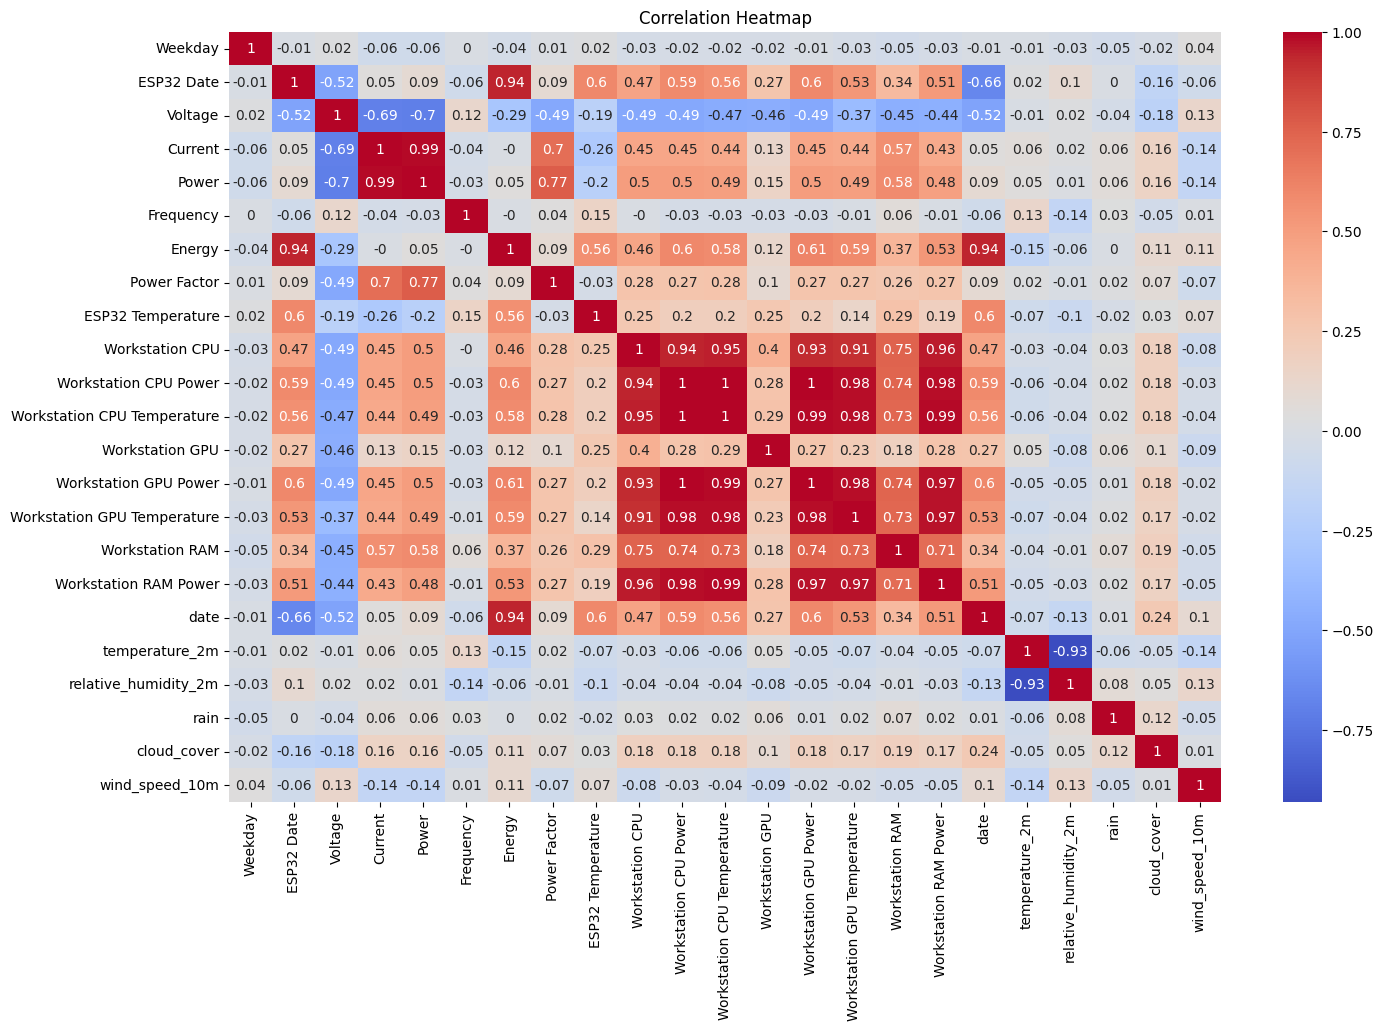 Correlation Heatmap
Weekday 1 -0.01 0.02 -0.06 -0.06 0 -0.04 0.01 0.02 -0.03 -0.02 -0.02 -0.02 -0.01 -0.03 -0.05 -0.03 -0.01 -0.01 -0.03 -0.05 -0.02 0.04
ESP32 Date -0.01 1 -0.52 0.05 0.09 -0.06 0.94 0.09 0.6 0.47 0.59 0.56 0.27 0.6 0.53 0.34 0.51 -0.66 0.02 0.1 0 -0.16 -0.06
Voltage 0.02 -0.52 1 -0.69 -0.7 0.12 -0.29 -0.49 -0.19 -0.49 -0.49 -0.47 -0.46 -0.49 -0.37 -0.45 -0.44 -0.52 -0.01 0.02 -0.04 -0.18 0.13
Current -0.06 0.05 -0.69 1 0.99 -0.04 -0 0.7 -0.26 0.45 0.45 0.44 0.13 0.45 0.44 0.57 0.43 0.05 0.06 0.02 0.06 0.16 -0.14
Power -0.06 0.09 -0.7 0.99 1 -0.03 0.05 0.77 -0.2 0.5 0.5 0.49 0.15 0.5 0.49 0.58 0.48 0.09 0.05 0.01 0.06 0.16 -0.14
Frequency 0 -0.06 0.12 -0.04 -0.03 1 -0 0.04 0.15 -0 -0.03 -0.03 -0.03 -0.03 -0.01 0.06 -0.01 -0.06 0.13 -0.14 0.03 -0.05 0.01
Energy -0.04 0.94 -0.29 -0 0.05 -0 1 0.09 0.56 0.46 0.6 0.58 0.12 0.61 0.59 0.37 0.53 0.94 -0.15 -0.06 0 0.11 0.11
Power Factor 0.01 0.09 -0.49 0.7 0.77 0.04 0.09 1 -0.03 0.28 0.27 0.28 0.1 0.27 0.27 0.26 0.27 0.09 0.02 -0.01 0.02 0.07 -0.07
ESP32 Temperature 0.02 0.6 -0.19 -0.26 -0.2 0.15 0.56 -0.03 1 0.25 0.2 0.2 0.25 0.2 0.14 0.29 0.19 0.6 -0.07 -0.1 -0.02 0.03 0.07
Workstation CPU -0.03 0.47 -0.49 0.45 0.5 -0 0.46 0.28 0.25 1 0.94 0.95 0.4 0.93 0.91 0.75 0.96 0.47 -0.03 -0.04 0.03 0.18 -0.08
Workstation CPU Power -0.02 0.59 -0.49 0.45 0.5 -0.03 0.6 0.27 0.2 0.94 1 1 0.28 1 0.98 0.74 0.98 0.59 -0.06 -0.04 0.02 0.18 -0.03
Workstation CPU Temperature -0.02 0.56 -0.47 0.44 0.49 -0.03 0.58 0.28 0.2 0.95 1 1 0.29 0.99 0.98 0.73 0.99 0.56 -0.06 -0.04 0.02 0.18 -0.04
Workstation GPU -0.02 0.27 -0.46 0.13 0.15 -0.03 0.12 0.1 0.25 0.4 0.28 0.29 1 0.27 0.23 0.18 0.28 0.27 0.05 -0.08 0.06 0.1 -0.09
Workstation GPU Power -0.01 0.6 -0.49 0.45 0.5 -0.03 0.61 0.27 0.2 0.93 1 0.99 0.27 1 0.98 0.74 0.97 0.6 -0.05 -0.05 0.01 0.18 -0.02
Workstation GPU Temperature -0.03 0.53 -0.37 0.44 0.49 -0.01 0.59 0.27 0.14 0.91 0.98 0.98 0.23 0.98 1 0.73 0.97 0.53 -0.07 -0.04 0.02 0.17 -0.02
Workstation RAM -0.05 0.34 -0.45 0.57 0.58 0.06 0.37 0.26 0.29 0.75 0.74 0.73 0.18 0.74 0.73 1 0.71 0.34 -0.04 -0.01 0.07 0.19 -0.05
Workstation RAM Power -0.03 0.51 -0.44 0.43 0.48 -0.01 0.53 0.27 0.19 0.96 0.98 0.99 0.28 0.97 0.97 0.71 1 0.51 -0.05 -0.03 0.02 0.17 -0.05
date -0.01 -0.66 -0.52 0.05 0.09 -0.06 0.94 0.09 0.6 0.47 0.59 0.56 0.27 0.6 0.53 0.34 0.51 1 -0.07 -0.13 0.01 0.24 0.1
temperature_2m -0.01 0.02 -0.01 0.06 0.05 0.13 -0.15 0.02 -0.07 -0.03 -0.06 -0.06 0.05 -0.05 -0.07 -0.04 -0.05 -0.07 1 -0.93 -0.06 -0.05 -0.14
relative_humidity_2m -0.03 0.1 0.02 0.02 0.01 -0.14 -0.06 -0.01 -0.1 -0.04 -0.04 -0.04 -0.08 -0.05 -0.04 -0.01 -0.03 -0.13 -0.93 1 0.08 0.05 0.13
rain -0.05 0 -0.04 0.06 0.06 0.03 0 0.02 -0.02 0.03 0.02 0.02 0.06 0.01 0.02 0.07 0.02 0.01 -0.06 0.08 1 0.12 -0.05
cloud_cover -0.02 -0.16 -0.18 0.16 0.16 -0.05 0.11 0.07 0.03 0.18 0.18 0.18 0.1 0.18 0.17 0.19 0.17 0.24 -0.05 0.05 0.12 1 0.01
wind_speed_10m 0.04 -0.06 0.13 -0.14 -0.14 0.01 0.11 -0.07 0.07 -0.08 -0.03 -0.04 -0.09 -0.02 -0.02 -0.05 -0.05 0.1 -0.14 0.13 -0.05 0.01 1
Weekday
ESP32 Date
Voltage
Current
Power
Frequency
Energy
Power Factor
ESP32 Temperature
Workstation CPU
Workstation CPU Power
Workstation CPU Temperature
Workstation GPU
Workstation GPU Power
Workstation GPU Temperature
Workstation RAM
Workstation RAM Power
date
temperature_2m
relative_humidity_2m
rain
cloud_cover
wind_speed_10m
1.00
0.75
0.50
0.25
0.00
−0.25
−0.50
−0.75